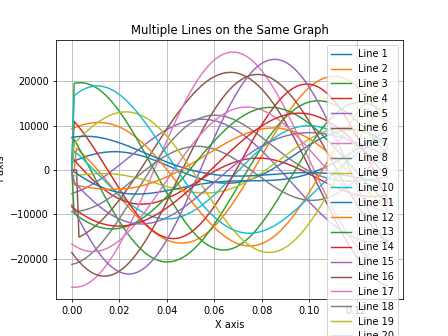 Multiple Lines on the Same Graph
20000
10000
0
−10000
−20000
0.00
0.02
0.04
0.06
0.08
0.10
X axis
Line 1
Line 2
Line 3
Line 4
Line 5
Line 6
Line 7
Line 8
Line 9
Line 10
Line 11
Line 12
Line 13
Line 14
Line 15
Line 16
Line 17
Line 18
Line 19
Line 20